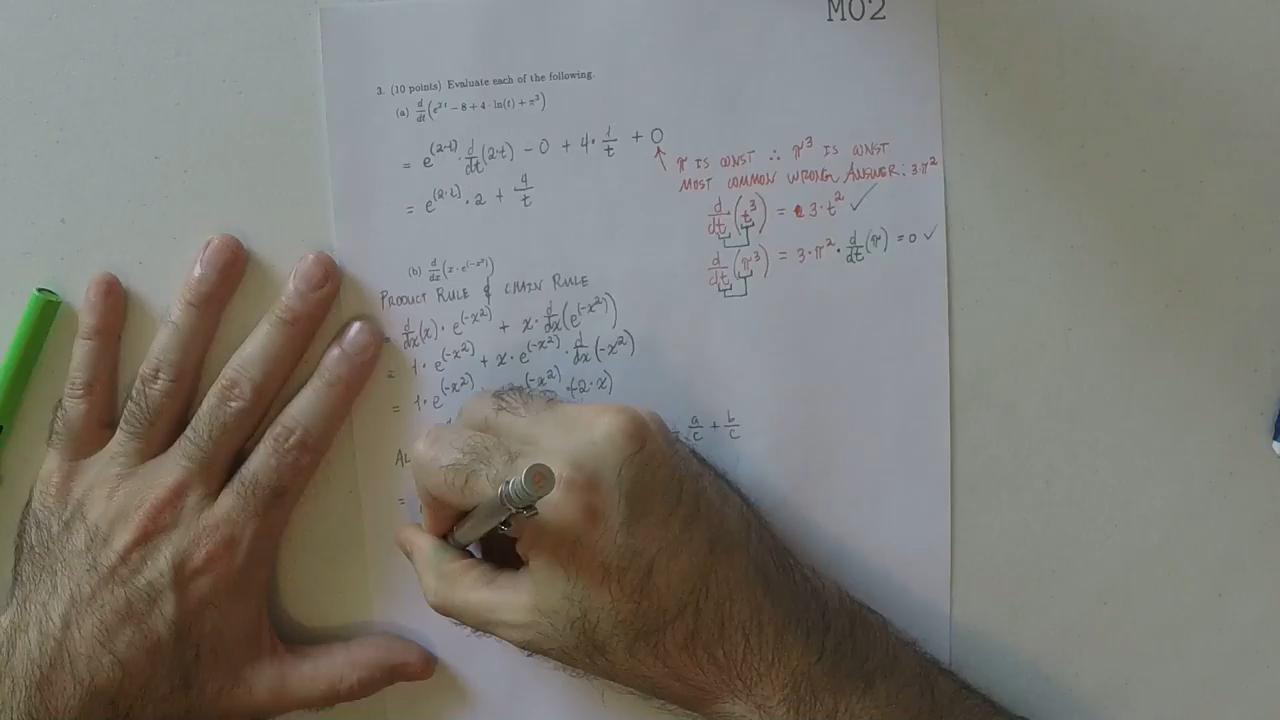 M02
3. (10 points) Evaluate each of the following.
(a) d/dt(e^{2t} − 8 + 4 · ln(t) + π^3)
= e^{(2·t)} · d/dt(2·t) − 0 + 4 · 1/t + 0
π IS CONST ∴ π^3 IS CONST
MOST COMMON WRONG ANSWER: 3·π^2
= e^{(2·t)} · 2 + 4/t
d/dt(t^3) = 3·t^2 ✓
d/dt(π^3) = 3·π^2 · d/dt(π) = 0 ✓
(b) d/dx(x · e^{(−x^2)})
PRODUCT RULE & CHAIN RULE
= d/dx(x) · e^{(−x^2)} + x · d/dx(e^{(−x^2)})
= 1 · e^{(−x^2)} + x · e^{(−x^2)} · d/dx(−x^2)
= 1 · e^{(−x^2)} (−x^2) · (−2·x)
a/c + b/c
=